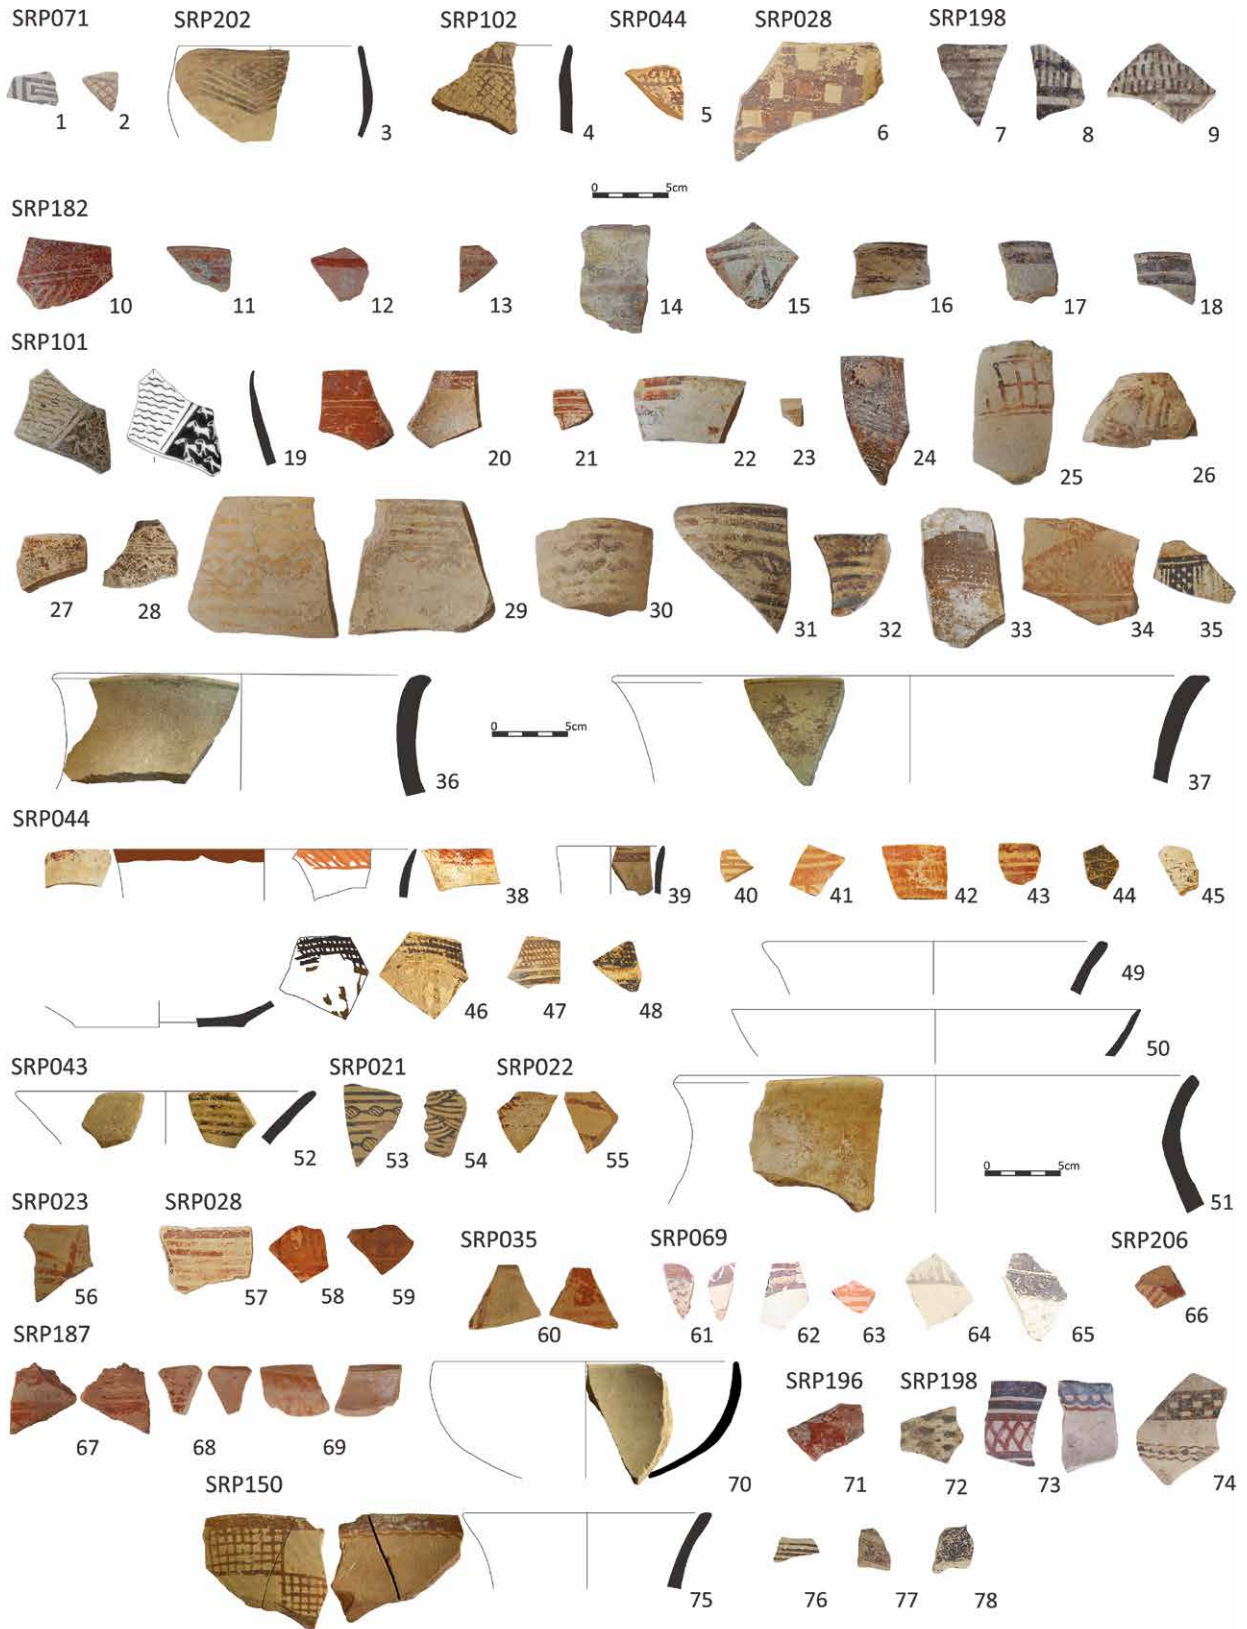 SRP071 SRP202 SRP102 SRP044 SRP028 SRP198
1 2 3 4 5 6 7 8 9
0 5cm
SRP182
10 11 12 13 14 15 16 17 18
SRP101
19 20 21 22 23 24 25 26
27 28 29 30 31 32 33 34 35
0 5cm
36 37
SRP044
38 39 40 41 42 43 44 45
46 47 48 49
50
SRP043 SRP021 SRP022
52 53 54 55
0 5cm
51
SRP023 SRP028
SRP035 SRP069 SRP206
56 57 58 59
60 61 62 63 64 65 66
SRP187
SRP196 SRP198
67 68 69
70 71 72 73 74
SRP150
75 76 77 78